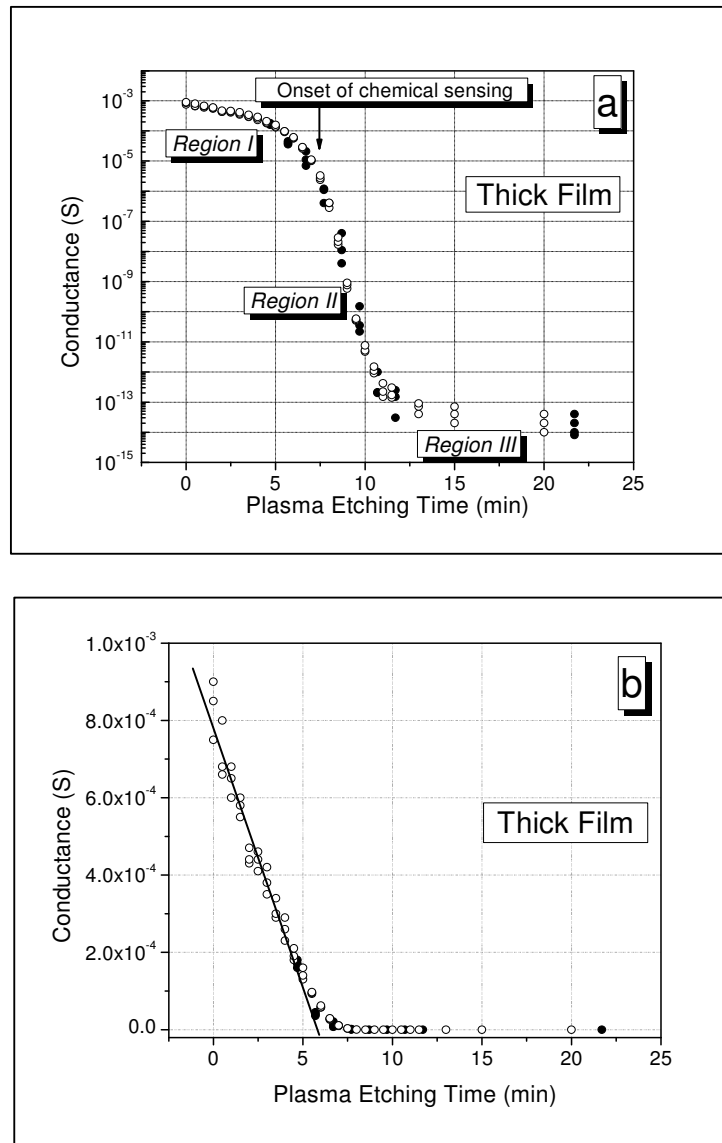 a
Onset of chemical sensing
Region I
Thick Film
Region II
Region III
10⁻³
10⁻⁵
10⁻⁷
10⁻⁹
10⁻¹¹
10⁻¹³
10⁻¹⁵
Conductance (S)
0 5 10 15 20 25
Plasma Etching Time (min)
b
Thick Film
1.0x10⁻³
8.0x10⁻⁴
6.0x10⁻⁴
4.0x10⁻⁴
2.0x10⁻⁴
0.0
Conductance (S)
0 5 10 15 20 25
Plasma Etching Time (min)